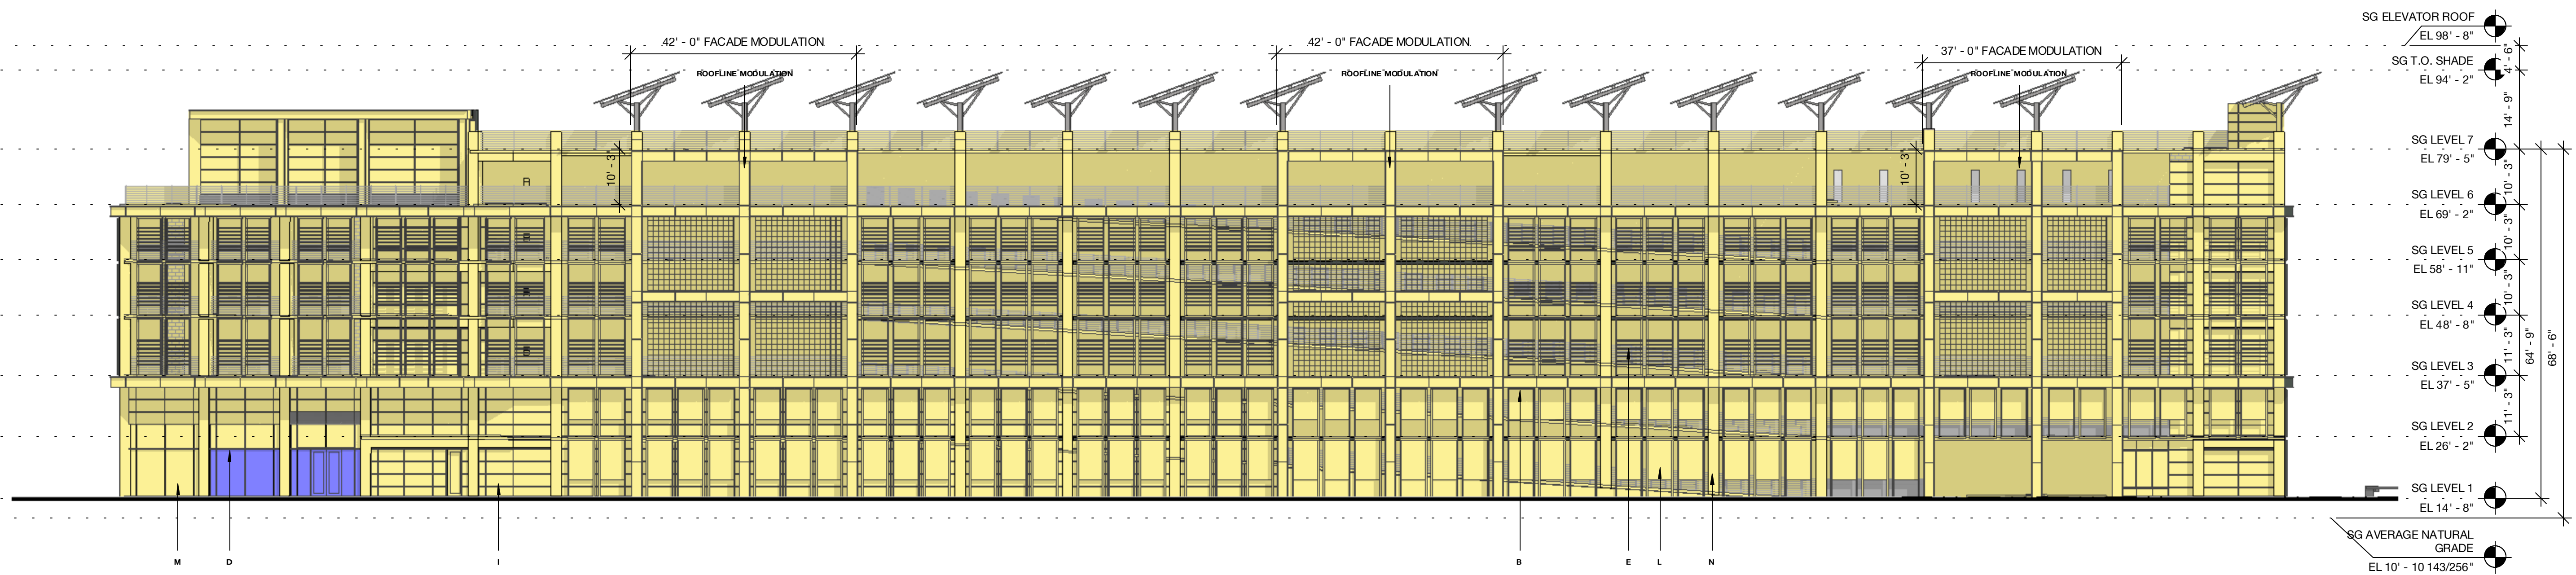 SG ELEVATOR ROOF
EL 98' - 8"
4' - 6"
42' - 0" FACADE MODULATION
42' - 0" FACADE MODULATION
37' - 0" FACADE MODULATION
ROOFLINE MODULATION
ROOFLINE MODULATION
ROOFLINE MODULATION
SG T.O. SHADE
EL 94' - 2"
14' - 9"
SG LEVEL 7
EL 79' - 5"
10' - 3"
10' - 3"
10' - 3"
SG LEVEL 6
EL 69' - 2"
10' - 3"
SG LEVEL 5
EL 58' - 11"
10' - 3"
SG LEVEL 4
EL 48' - 8"
11' - 3"
64' - 9"
68' - 6"
SG LEVEL 3
EL 37' - 5"
11' - 3"
SG LEVEL 2
EL 26' - 2"
SG LEVEL 1
EL 14' - 8"
SG AVERAGE NATURAL
GRADE
EL 10' - 10 143/256"
M D I B E L N